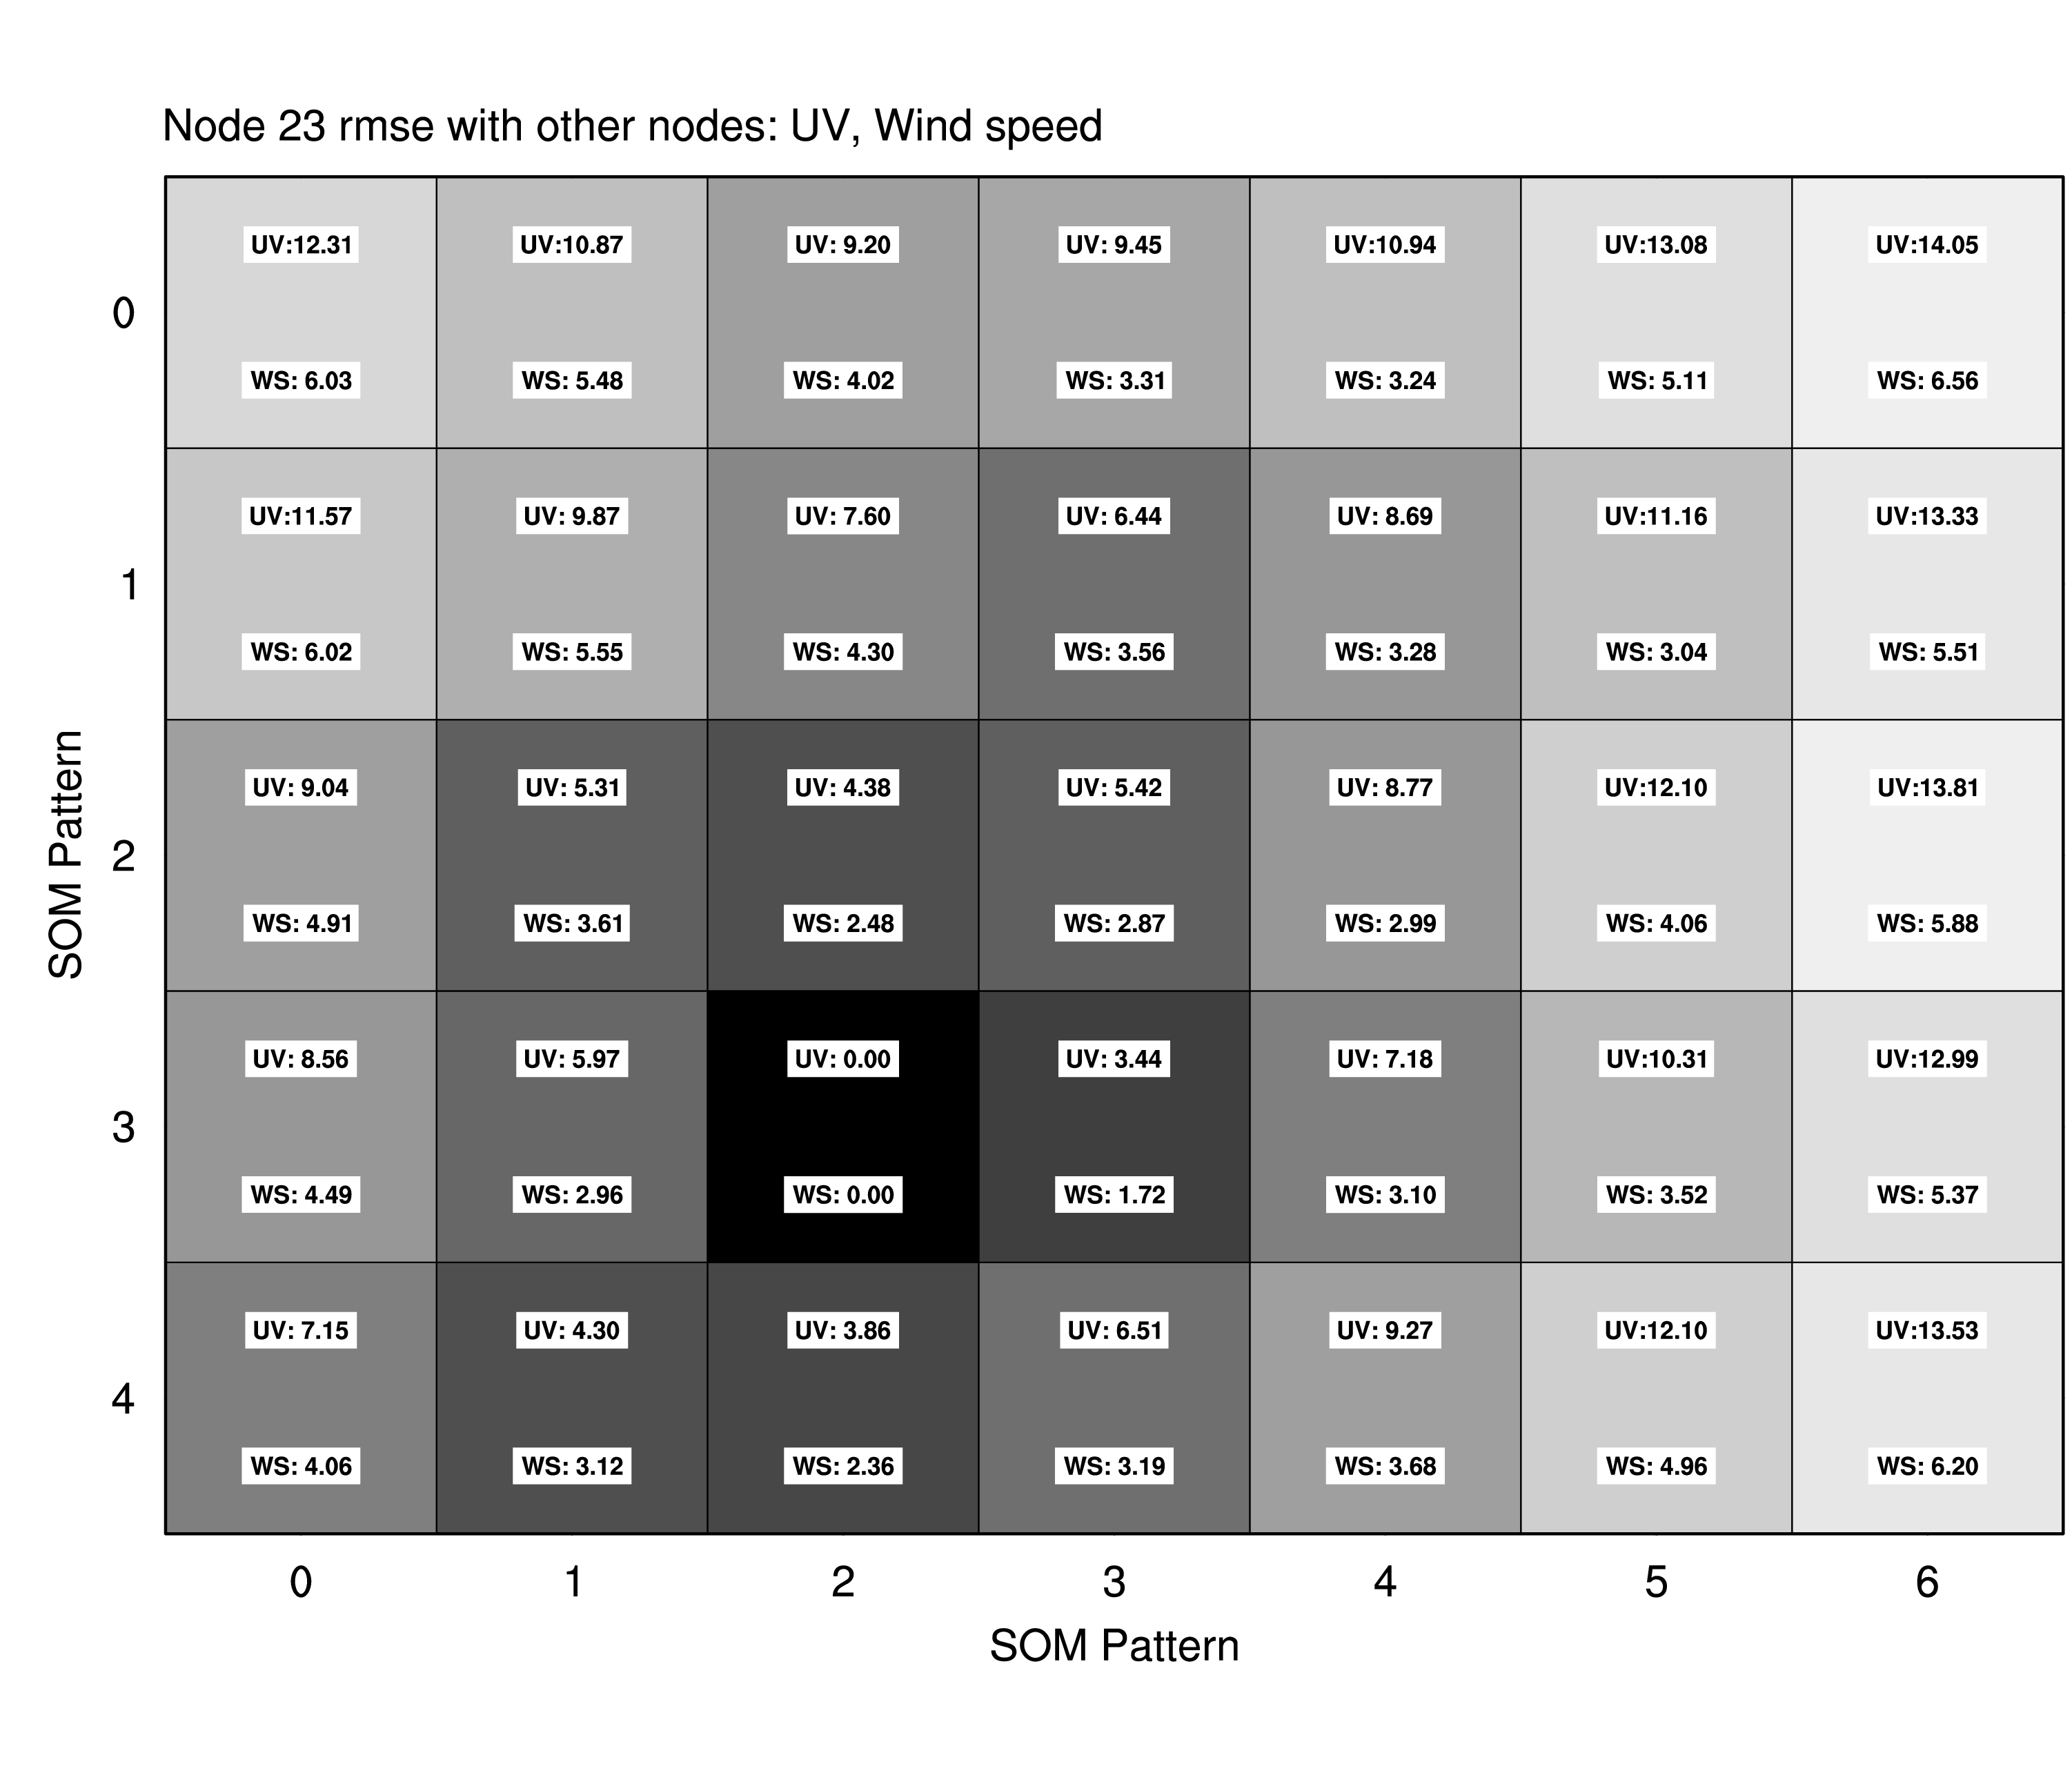 Node 23 rmse with other nodes: UV, Wind speed
UV:12.31 UV:10.87 UV: 9.20 UV: 9.45 UV:10.94 UV:13.08 UV:14.05
0
WS: 6.03 WS: 5.48 WS: 4.02 WS: 3.31 WS: 3.24 WS: 5.11 WS: 6.56
UV:11.57 UV: 9.87 UV: 7.60 UV: 6.44 UV: 8.69 UV:11.16 UV:13.33
1
WS: 6.02 WS: 5.55 WS: 4.30 WS: 3.56 WS: 3.28 WS: 3.04 WS: 5.51
UV: 9.04 UV: 5.31 UV: 4.38 UV: 5.42 UV: 8.77 UV:12.10 UV:13.81
SOM Pattern
2
WS: 4.91 WS: 3.61 WS: 2.48 WS: 2.87 WS: 2.99 WS: 4.06 WS: 5.88
UV: 8.56 UV: 5.97 UV: 0.00 UV: 3.44 UV: 7.18 UV:10.31 UV:12.99
3
WS: 4.49 WS: 2.96 WS: 0.00 WS: 1.72 WS: 3.10 WS: 3.52 WS: 5.37
UV: 7.15 UV: 4.30 UV: 3.86 UV: 6.51 UV: 9.27 UV:12.10 UV:13.53
4
WS: 4.06 WS: 3.12 WS: 2.36 WS: 3.19 WS: 3.68 WS: 4.96 WS: 6.20
0 1 2 3 4 5 6
SOM Pattern